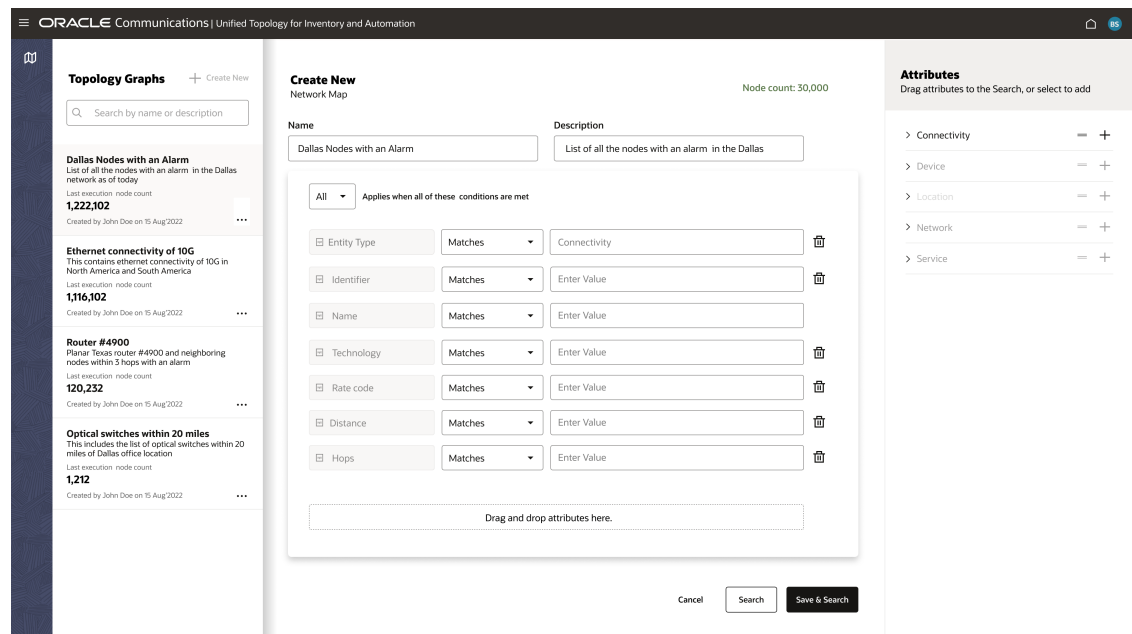 ORACLE Communications | Unified Topology for Inventory and Automation
BS
Topology Graphs
Create New
Search by name or description
Dallas Nodes with an Alarm
List of all the nodes with an alarm in the Dallas
network as of today
Last execution node count
1,222,102
Created by John Doe on 15 Aug'2022
Ethernet connectivity of 10G
This contains ethernet connectivity of 10G in
North America and South America
Last execution node count
1,116,102
Created by John Doe on 15 Aug'2022
Router #4900
Planar Texas router #4900 and neighboring
nodes within 3 hops with an alarm
Last execution node count
120,232
Created by John Doe on 15 Aug'2022
Optical switches within 20 miles
This includes the list of optical switches within 20
miles of Dallas office location
Last execution node count
1,212
Created by John Doe on 15 Aug'2022
Create New
Network Map
Node count: 30,000
Name
Description
Dallas Nodes with an Alarm
List of all the nodes with an alarm in the Dallas
All
Applies when all of these conditions are met
Entity Type Matches Connectivity
Identifier Matches Enter Value
Name Matches Enter Value
Technology Matches Enter Value
Rate code Matches Enter Value
Distance Matches Enter Value
Hops Matches Enter Value
Drag and drop attributes here.
Cancel Search Save & Search
Attributes
Drag attributes to the Search, or select to add
Connectivity
Device
Location
Network
Service